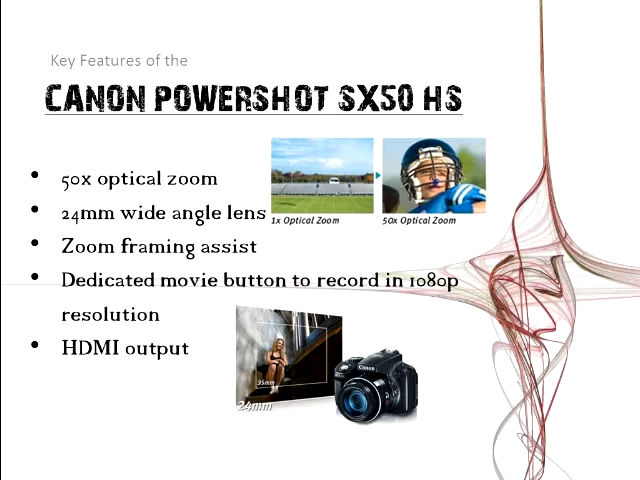 Key Features of the
CANON POWERSHOT SX50 HS
• 50x optical zoom
• 24mm wide angle lens
1x Optical Zoom
50x Optical Zoom
• Zoom framing assist
• Dedicated movie button to record in 1080p
resolution
• HDMI output
35mm
24mm
Canon